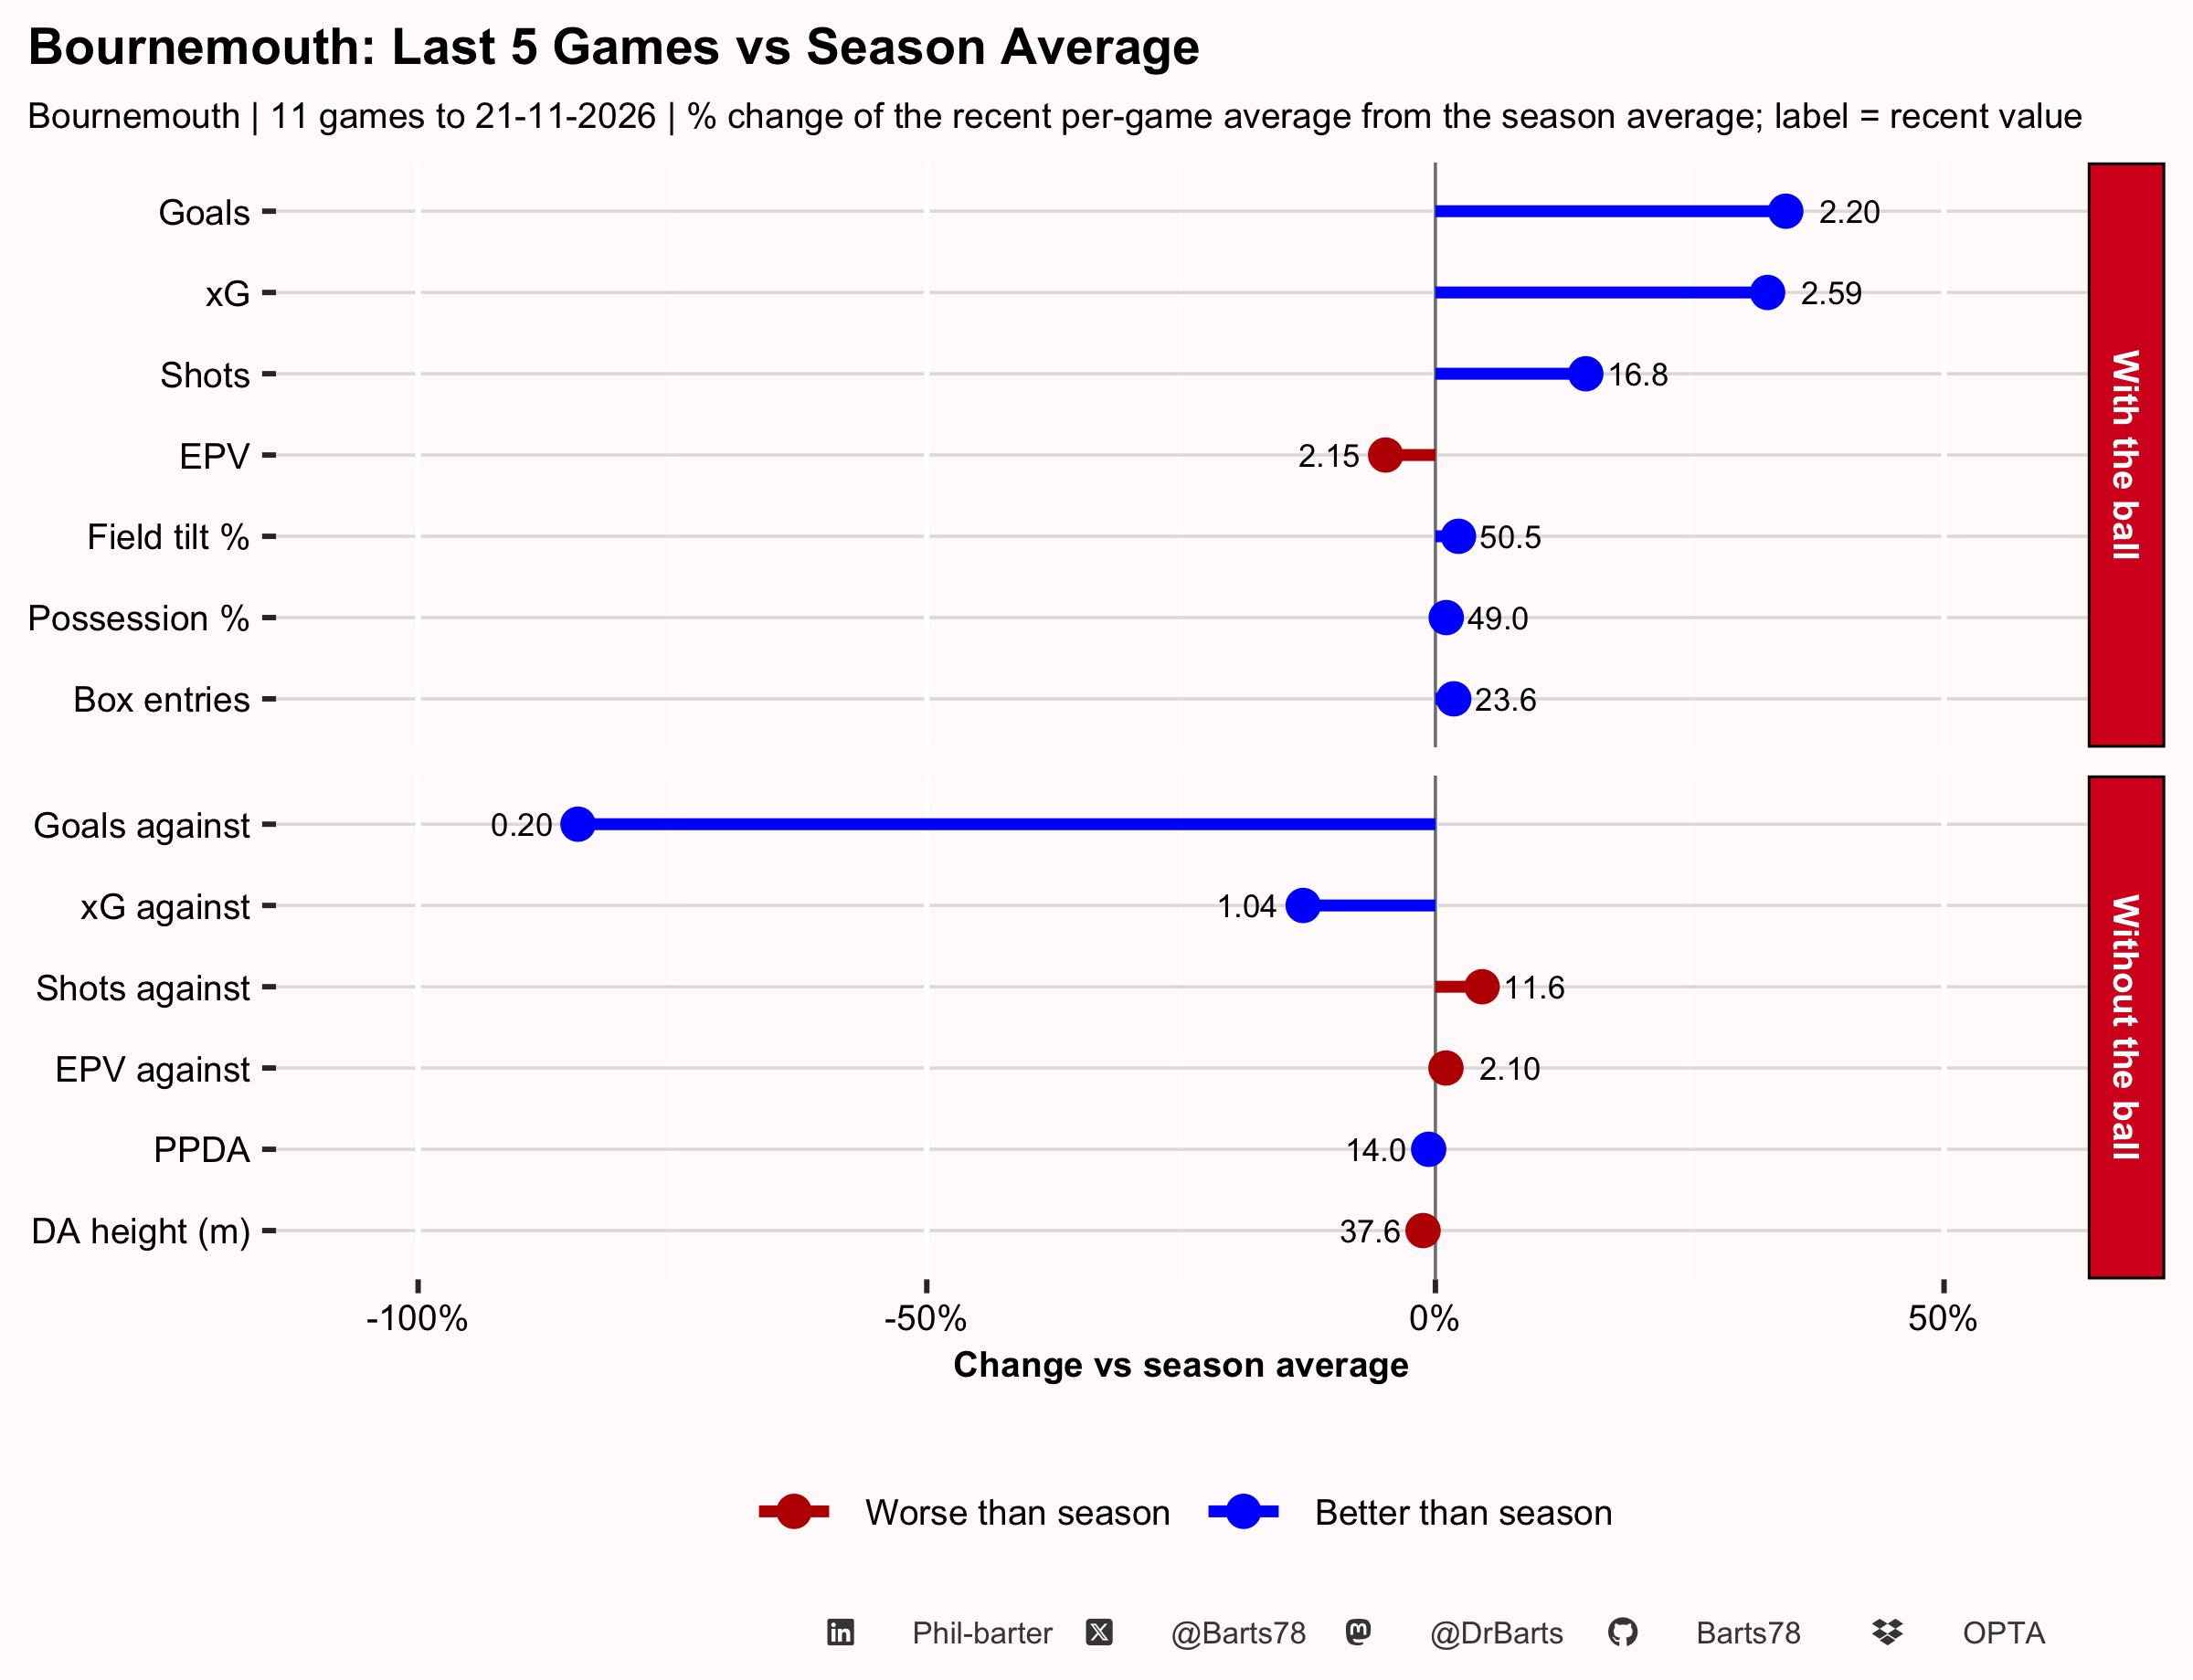 Bournemouth: Last 5 Games vs Season Average
Bournemouth | 11 games to 21-11-2026 | % change of the recent per-game average from the season average; label = recent value
With the ball
Goals 2.20
xG 2.59
Shots 16.8
EPV 2.15
Field tilt % 50.5
Possession % 49.0
Box entries 23.6
Without the ball
Goals against 0.20
xG against 1.04
Shots against 11.6
EPV against 2.10
PPDA 14.0
DA height (m) 37.6
-100% -50% 0% 50%
Change vs season average
Worse than season Better than season
Phil-barter @Barts78 @DrBarts Barts78 OPTA